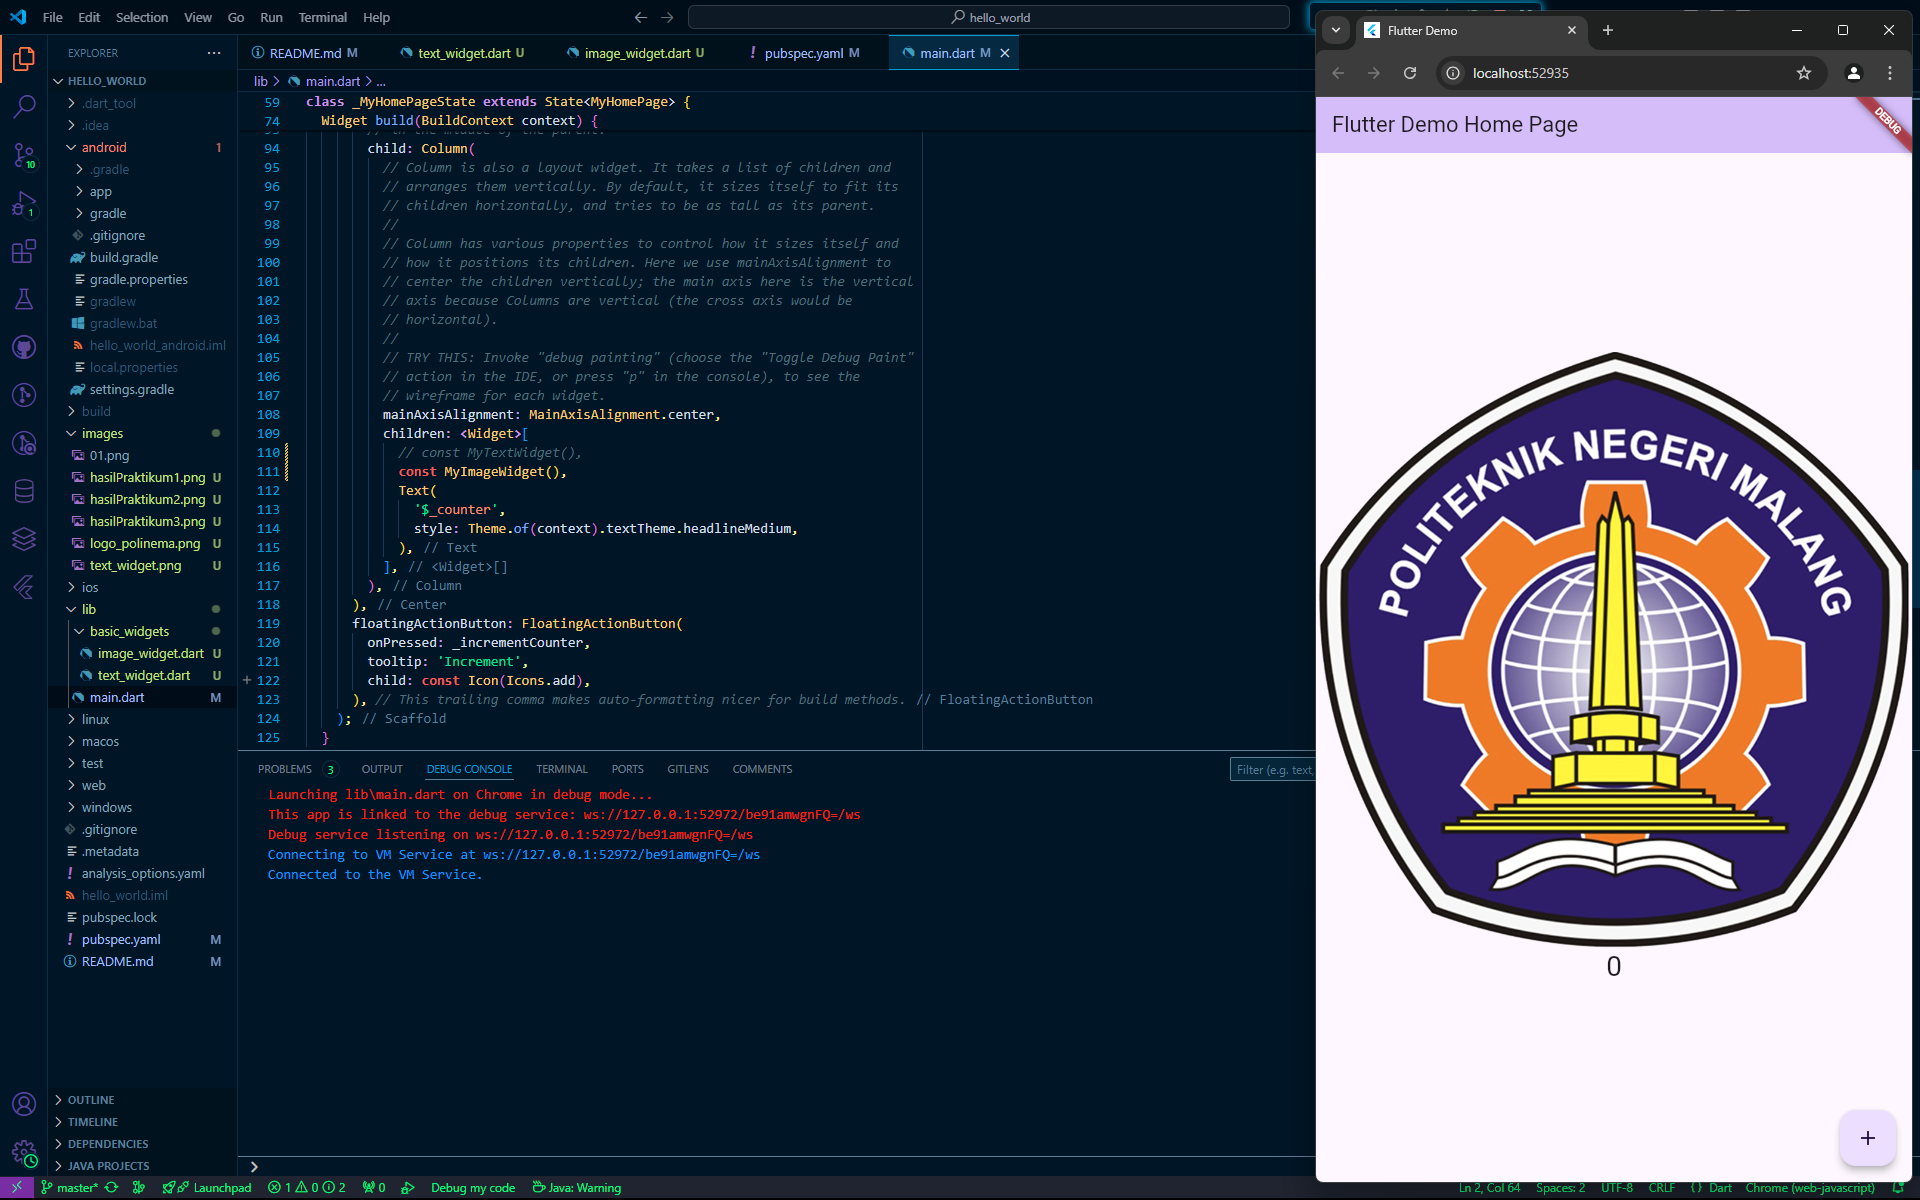 File Edit Selection View Go Run Terminal Help
hello_world
EXPLORER
HELLO_WORLD
.dart_tool
.idea
android 1
.gradle
app
gradle
.gitignore
build.gradle
gradle.properties
gradlew
gradlew.bat
hello_world_android.iml
local.properties
settings.gradle
build
images
01.png
hasilPraktikum1.png U
hasilPraktikum2.png U
hasilPraktikum3.png U
logo_polinema.png U
text_widget.png U
ios
lib
basic_widgets
image_widget.dart U
text_widget.dart U
main.dart M
linux
macos
test
web
windows
.gitignore
.metadata
analysis_options.yaml
hello_world.iml
pubspec.lock
pubspec.yaml M
README.md M
OUTLINE
TIMELINE
DEPENDENCIES
JAVA PROJECTS
10
1
README.md M text_widget.dart U image_widget.dart U pubspec.yaml M main.dart M
lib > main.dart > ...
59 class _MyHomePageState extends State<MyHomePage> {
74 Widget build(BuildContext context) {
// in the middle of the parent.
94 child: Column(
95 // Column is also a layout widget. It takes a list of children and
96 // arranges them vertically. By default, it sizes itself to fit its
97 // children horizontally, and tries to be as tall as its parent.
98 //
99 // Column has various properties to control how it sizes itself and
100 // how it positions its children. Here we use mainAxisAlignment to
101 // center the children vertically; the main axis here is the vertical
102 // axis because Columns are vertical (the cross axis would be
103 // horizontal).
104 //
105 // TRY THIS: Invoke "debug painting" (choose the "Toggle Debug Paint"
106 // action in the IDE, or press "p" in the console), to see the
107 // wireframe for each widget.
108 mainAxisAlignment: MainAxisAlignment.center,
109 children: <Widget>[
110 // const MyTextWidget(),
111 const MyImageWidget(),
112 Text(
113 '$_counter',
114 style: Theme.of(context).textTheme.headlineMedium,
115 ), // Text
116 ], // <Widget>[]
117 ), // Column
118 ), // Center
119 floatingActionButton: FloatingActionButton(
120 onPressed: _incrementCounter,
121 tooltip: 'Increment',
122 child: const Icon(Icons.add),
123 ), // This trailing comma makes auto-formatting nicer for build methods. // FloatingActionButton
124 ); // Scaffold
125 }
PROBLEMS 3 OUTPUT DEBUG CONSOLE TERMINAL PORTS GITLENS COMMENTS
Filter (e.g. text,
Launching lib\main.dart on Chrome in debug mode...
This app is linked to the debug service: ws://127.0.0.1:52972/be91amwgnFQ=/ws
Debug service listening on ws://127.0.0.1:52972/be91amwgnFQ=/ws
Connecting to VM Service at ws://127.0.0.1:52972/be91amwgnFQ=/ws
Connected to the VM Service.
Flutter Demo
localhost:52935
Flutter Demo Home Page
DEBUG
POLITEKNIK NEGERI MALANG
0
master* Launchpad 1 0 2 0 Debug my code Java: Warning
Ln 2, Col 64 Spaces: 2 UTF-8 CRLF {} Dart Chrome (web-javascript)